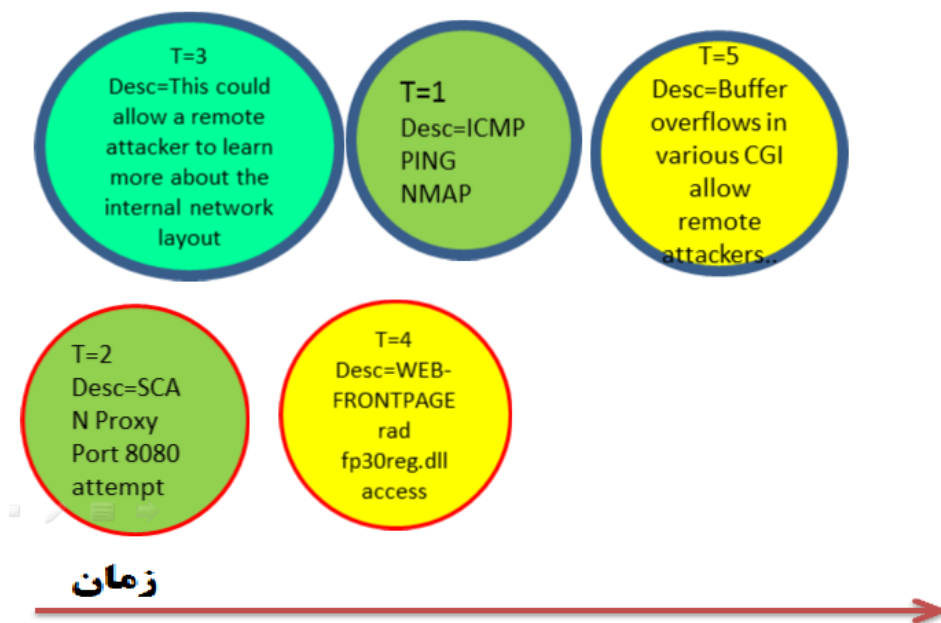 T=3
Desc=This could
allow a remote
attacker to learn
more about the
internal network
layout
T=1
Desc=ICMP
PING
NMAP
T=5
Desc=Buffer
overflows in
various CGI
allow
remote
attackers..
T=2
Desc=SCA
N Proxy
Port 8080
attempt
T=4
Desc=WEB-
FRONTPAGE
rad
fp30reg.dll
access
زمان